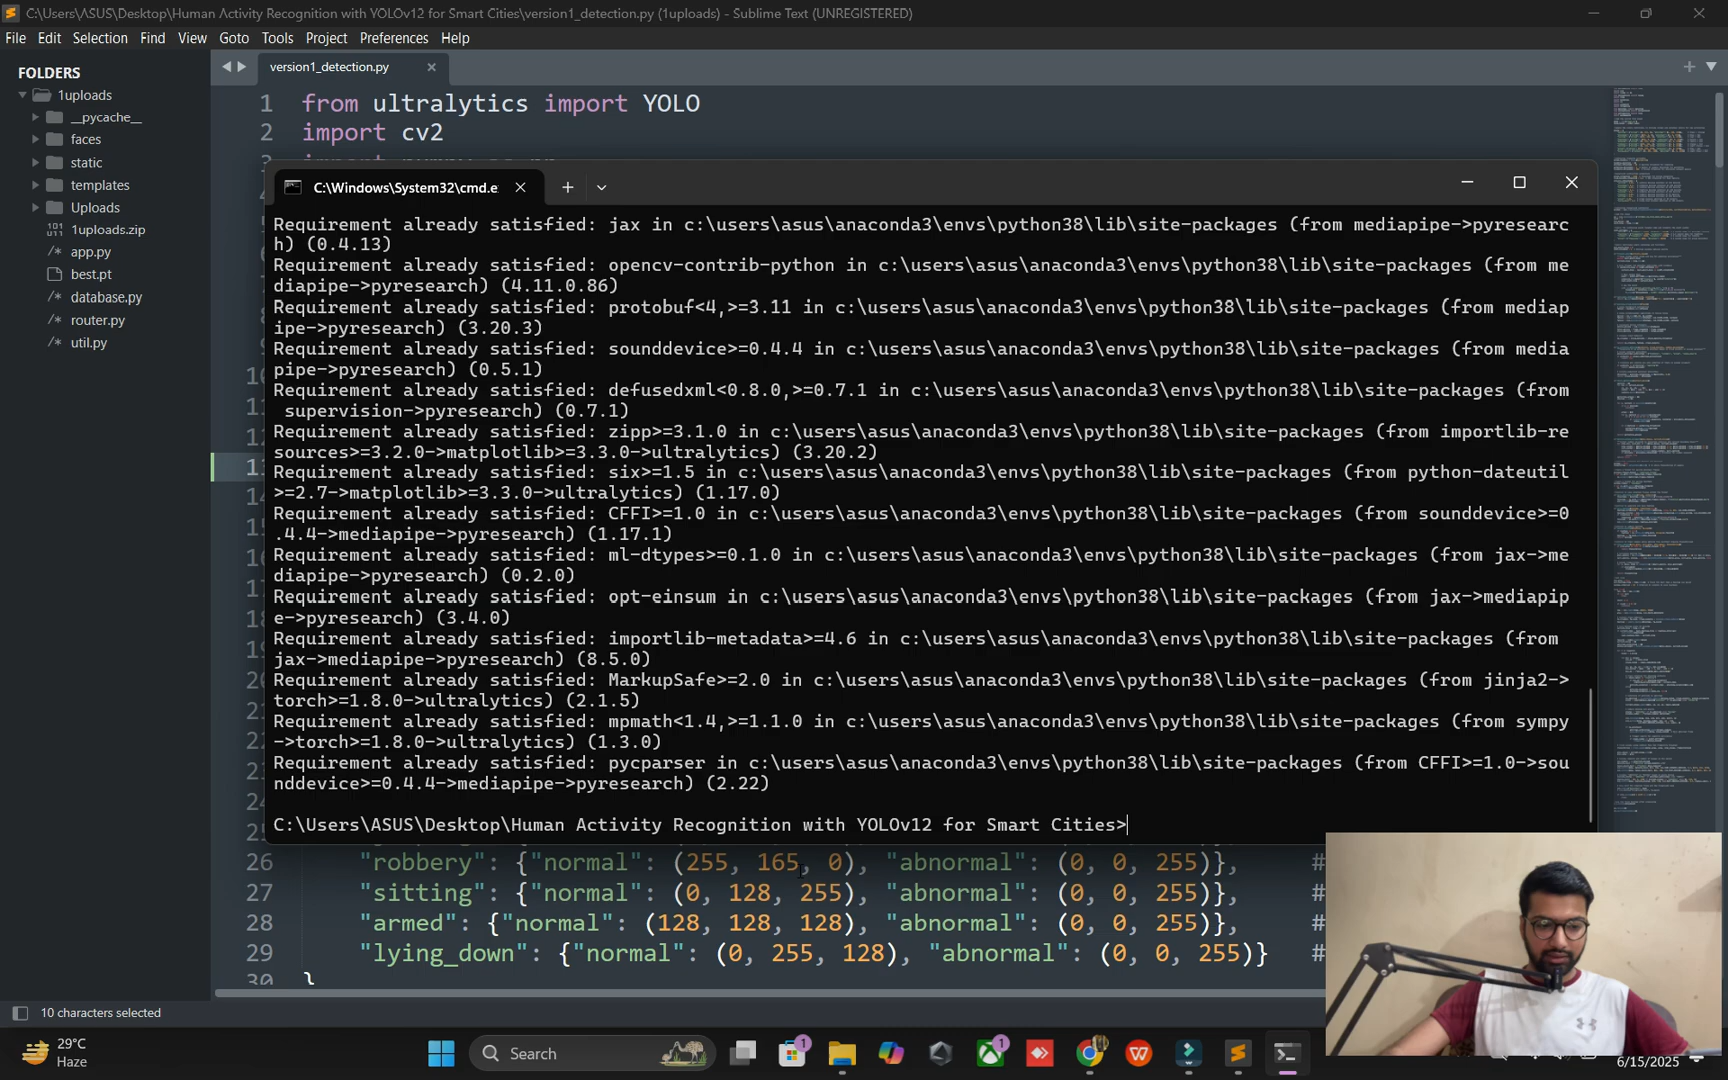 C:\Users\ASUS\Desktop\Human Activity Recognition with YOLOv12 for Smart Cities\version1_detection.py (1uploads) - Sublime Text (UNREGISTERED)
File Edit Selection Find View Goto Tools Project Preferences Help
FOLDERS
1uploads
__pycache__
faces
static
templates
Uploads
1uploads.zip
app.py
best.pt
database.py
router.py
util.py
version1_detection.py
1 from ultralytics import YOLO
2 import cv2
C:\Windows\System32\cmd.e
Requirement already satisfied: jax in c:\users\asus\anaconda3\envs\python38\lib\site-packages (from mediapipe->pyresearc
h) (0.4.13)
Requirement already satisfied: opencv-contrib-python in c:\users\asus\anaconda3\envs\python38\lib\site-packages (from me
diapipe->pyresearch) (4.11.0.86)
Requirement already satisfied: protobuf<4,>=3.11 in c:\users\asus\anaconda3\envs\python38\lib\site-packages (from mediap
ipe->pyresearch) (3.20.3)
Requirement already satisfied: sounddevice>=0.4.4 in c:\users\asus\anaconda3\envs\python38\lib\site-packages (from media
pipe->pyresearch) (0.5.1)
Requirement already satisfied: defusedxml<0.8.0,>=0.7.1 in c:\users\asus\anaconda3\envs\python38\lib\site-packages (from
 supervision->pyresearch) (0.7.1)
Requirement already satisfied: zipp>=3.1.0 in c:\users\asus\anaconda3\envs\python38\lib\site-packages (from importlib-re
sources>=3.2.0->matplotlib>=3.3.0->ultralytics) (3.20.2)
Requirement already satisfied: six>=1.5 in c:\users\asus\anaconda3\envs\python38\lib\site-packages (from python-dateutil
>=2.7->matplotlib>=3.3.0->ultralytics) (1.17.0)
Requirement already satisfied: CFFI>=1.0 in c:\users\asus\anaconda3\envs\python38\lib\site-packages (from sounddevice>=0
.4.4->mediapipe->pyresearch) (1.17.1)
Requirement already satisfied: ml-dtypes>=0.1.0 in c:\users\asus\anaconda3\envs\python38\lib\site-packages (from jax->me
diapipe->pyresearch) (0.2.0)
Requirement already satisfied: opt-einsum in c:\users\asus\anaconda3\envs\python38\lib\site-packages (from jax->mediapip
e->pyresearch) (3.4.0)
Requirement already satisfied: importlib-metadata>=4.6 in c:\users\asus\anaconda3\envs\python38\lib\site-packages (from
jax->mediapipe->pyresearch) (8.5.0)
Requirement already satisfied: MarkupSafe>=2.0 in c:\users\asus\anaconda3\envs\python38\lib\site-packages (from jinja2->
torch>=1.8.0->ultralytics) (2.1.5)
Requirement already satisfied: mpmath<1.4,>=1.1.0 in c:\users\asus\anaconda3\envs\python38\lib\site-packages (from sympy
->torch>=1.8.0->ultralytics) (1.3.0)
Requirement already satisfied: pycparser in c:\users\asus\anaconda3\envs\python38\lib\site-packages (from CFFI>=1.0->sou
nddevice>=0.4.4->mediapipe->pyresearch) (2.22)
C:\Users\ASUS\Desktop\Human Activity Recognition with YOLOv12 for Smart Cities>
26 "robbery": {"normal": (255, 165, 0), "abnormal": (0, 0, 255)}, #
27 "sitting": {"normal": (0, 128, 255), "abnormal": (0, 0, 255)}, #
28 "armed": {"normal": (128, 128, 128), "abnormal": (0, 0, 255)}, #
29 "lying_down": {"normal": (0, 255, 128), "abnormal": (0, 0, 255)} #
30 }
10 characters selected
29°C
Haze
Search
6/15/2025